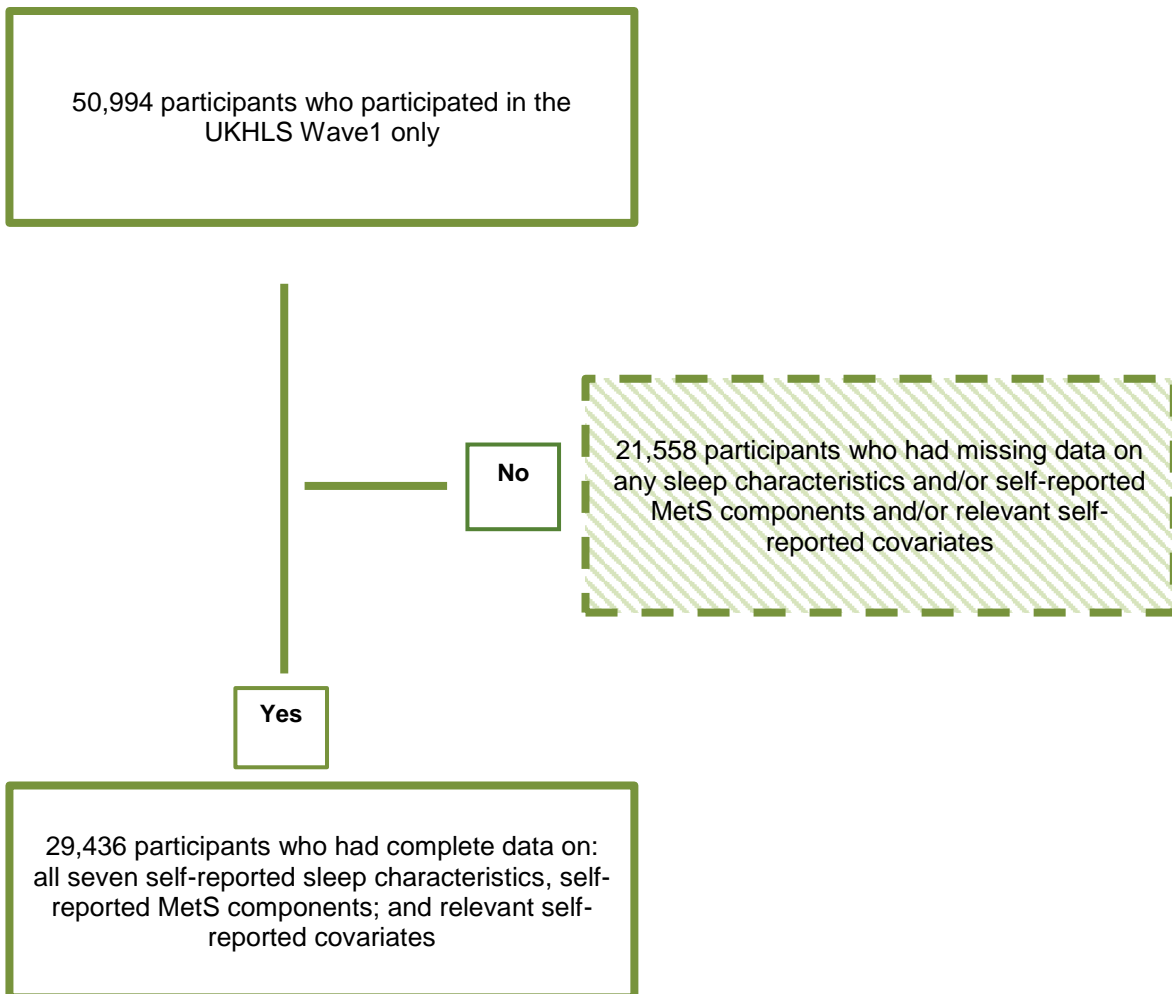 50,994 participants who participated in the
UKHLS Wave1 only
No
21,558 participants who had missing data on
any sleep characteristics and/or self-reported
MetS components and/or relevant self-
reported covariates
Yes
29,436 participants who had complete data on:
all seven self-reported sleep characteristics, self-
reported MetS components; and relevant self-
reported covariates